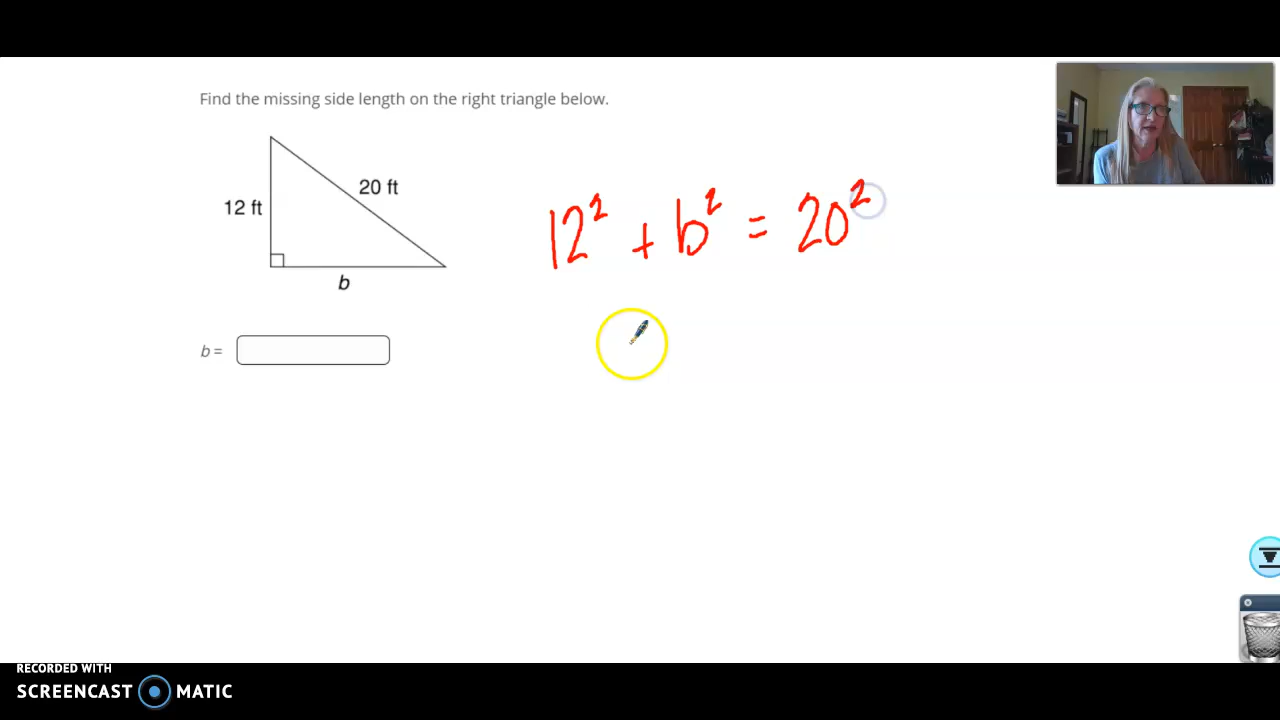 Find the missing side length on the right triangle below.
20 ft
12 ft
b
12² + b² = 20²
b =
RECORDED WITH
SCREENCAST MATIC